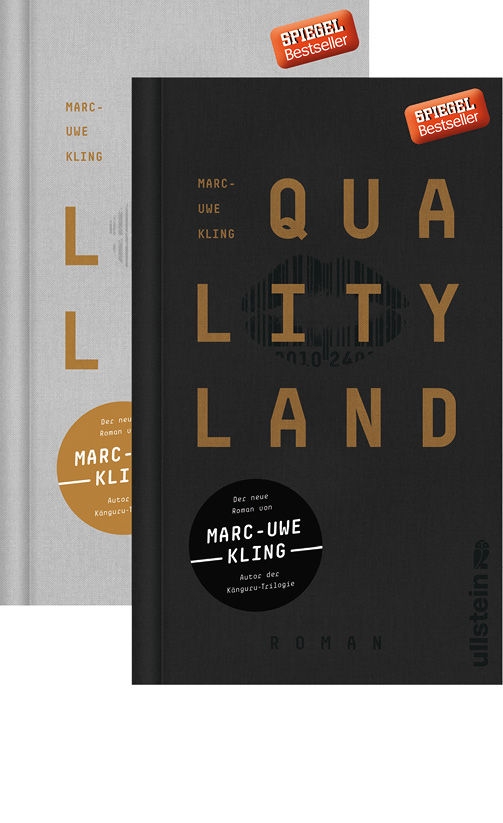 SPIEGEL
Bestseller
MARC-
UWE
KLING
L
L
Der neu
Roman v
MARC-
KLI
Autor
Känguru-T
SPIEGEL
Bestseller
MARC-
UWE
KLING
QUA
LITY
LAND
Der neue
Roman von
MARC-UWE
KLING
Autor der
Känguru-Trilogie
ROMAN
ullstein